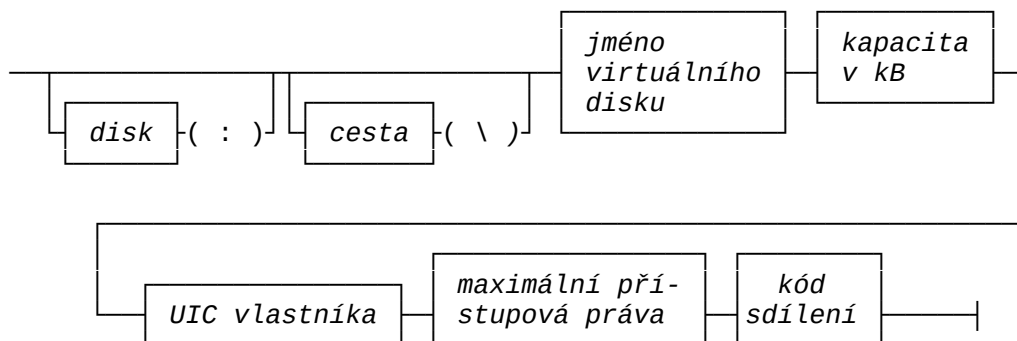 jméno
virtuálního
disku
kapacita
v kB
disk ( : ) cesta ( \ )
UIC vlastníka
maximální pří-
stupová práva
kód
sdílení